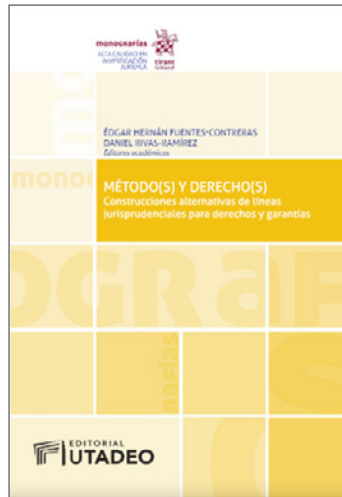 monografías
ALTA CALIDAD EN
INVESTIGACIÓN
JURÍDICA
tirant
lo blanch
ÉDGAR HERNÁN FUENTES-CONTRERAS
DANIEL RIVAS-RAMÍREZ
Editores académicos
MÉTODO(S) Y DERECHO(S)
Construcciones alternativas de líneas
jurisprudenciales para derechos y garantías
EDITORIAL
UTADEO